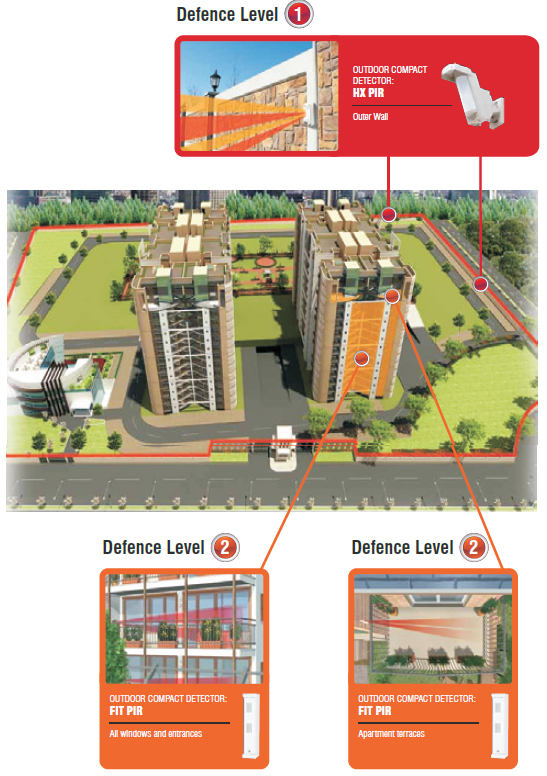 Defence Level 1
OUTDOOR COMPACT
DETECTOR:
HX PIR
Outer Wall
Defence Level 2
OUTDOOR COMPACT DETECTOR:
FIT PIR
All windows and entrances
Defence Level 2
OUTDOOR COMPACT DETECTOR:
FIT PIR
Apartment terraces